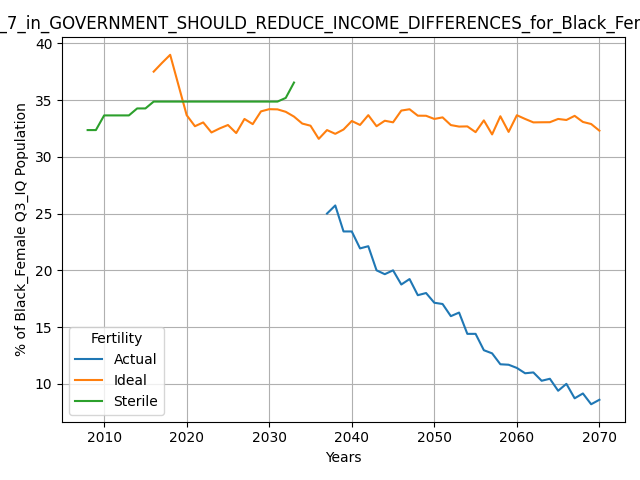 _7_in_GOVERNMENT_SHOULD_REDUCE_INCOME_DIFFERENCES_for_Black_Fer
40
35
30
25
20
15
10
% of Black_Female Q3_IQ Population
Fertility
Actual
Ideal
Sterile
2010 2020 2030 2040 2050 2060 2070
Years